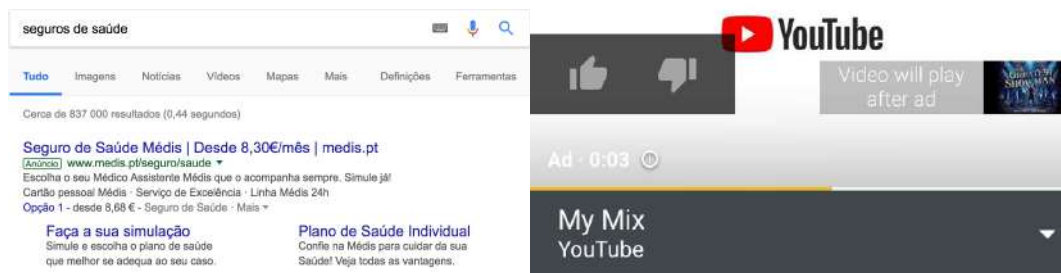 seguros de saúde
Tudo Imagens Notícias Vídeos Mapas Mais Definições Ferramentas
Cerca de 837 000 resultados (0,44 segundos)
Seguro de Saúde Médis | Desde 8,30€/mês | medis.pt
Anúncio www.medis.pt/seguro/saude
Escolha o seu Médico Assistente Médis que o acompanha sempre. Simule já!
Cartão pessoal Médis · Serviço de Excelência · Linha Médis 24h
Opção 1 - desde 8,68 € - Seguro de Saúde · Mais
Faça a sua simulação
Simule e escolha o plano de saúde
que melhor se adequa ao seu caso.
Plano de Saúde Individual
Confie na Médis para cuidar da sua
Saúde! Veja todas as vantagens.
YouTube
Video will play
after ad
SHOWMAN
Ad · 0:03
My Mix
YouTube